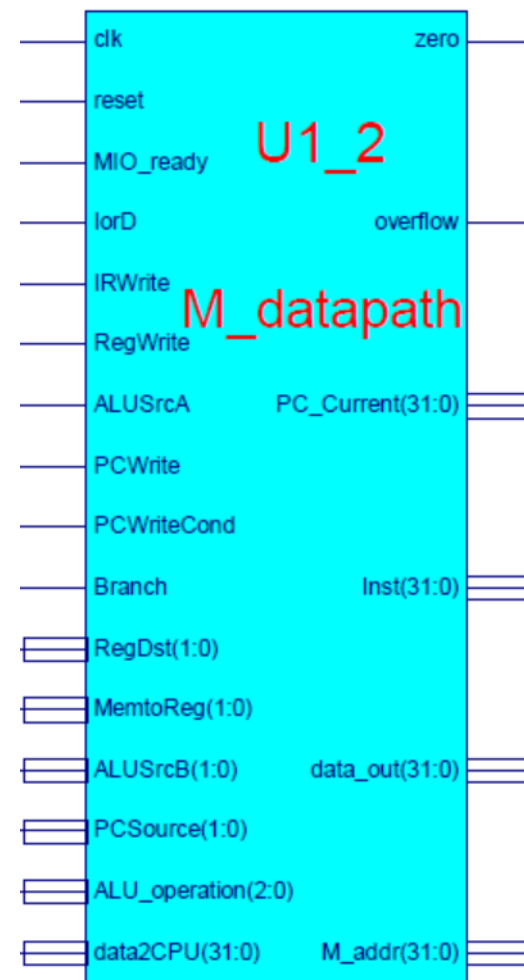 clk zero
reset
U1_2
MIO_ready
IorD overflow
IRWrite
M_datapath
RegWrite
ALUSrcA PC_Current(31:0)
PCWrite
PCWriteCond
Branch Inst(31:0)
RegDst(1:0)
MemtoReg(1:0)
ALUSrcB(1:0) data_out(31:0)
PCSource(1:0)
ALU_operation(2:0)
data2CPU(31:0) M_addr(31:0)